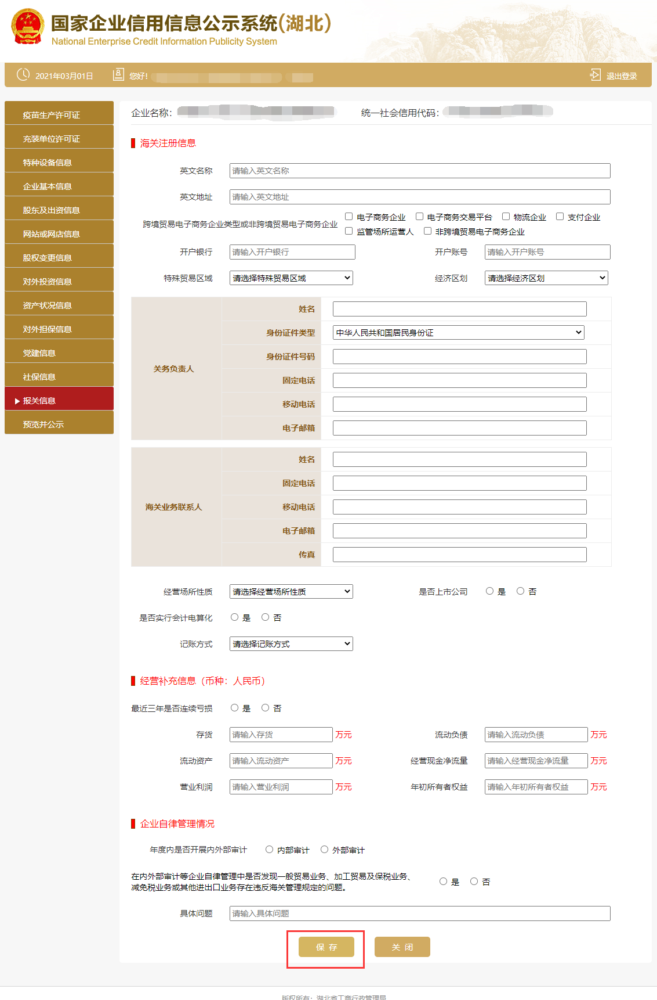 国家企业信用信息公示系统(湖北)
National Enterprise Credit Information Publicity System
2021年03月01日 您好! 退出登录
疫苗生产许可证
充装单位许可证
特种设备信息
企业基本信息
股东及出资信息
网站或网店信息
股权变更信息
对外投资信息
资产状况信息
对外担保信息
党建信息
社保信息
报关信息
预览并公示
企业名称： 统一社会信用代码：
海关注册信息
英文名称 请输入英文名称
英文地址 请输入英文地址
跨境贸易电子商务企业类型或非跨境贸易电子商务企业 电子商务企业 电子商务交易平台 物流企业 支付企业
监管场所运营人 非跨境贸易电子商务企业
开户银行 请输入开户银行 开户账号 请输入开户账号
特殊贸易区域 请选择特殊贸易区域 经济区划 请选择经济区划
关务负责人
姓名
身份证件类型 中华人民共和国居民身份证
身份证件号码
固定电话
移动电话
电子邮箱
海关业务联系人
姓名
固定电话
移动电话
电子邮箱
传真
经营场所性质 请选择经营场所性质 是否上市公司 是 否
是否实行会计电算化 是 否
记账方式 请选择记账方式
经营补充信息（币种：人民币）
最近三年是否连续亏损 是 否
存货 请输入存货 万元 流动负债 请输入流动负债 万元
流动资产 请输入流动资产 万元 经营现金净流量 请输入经营现金净流量 万元
营业利润 请输入营业利润 万元 年初所有者权益 请输入年初所有者权益 万元
企业自律管理情况
年度内是否开展内外部审计 内部审计 外部审计
在内外部审计等企业自律管理中是否发现一般贸易业务、加工贸易及保税业务、
减免税业务或其他进出口业务存在违反海关管理规定的问题。 是 否
具体问题 请输入具体问题
保 存 关 闭
版权所有：湖北省工商行政管理局